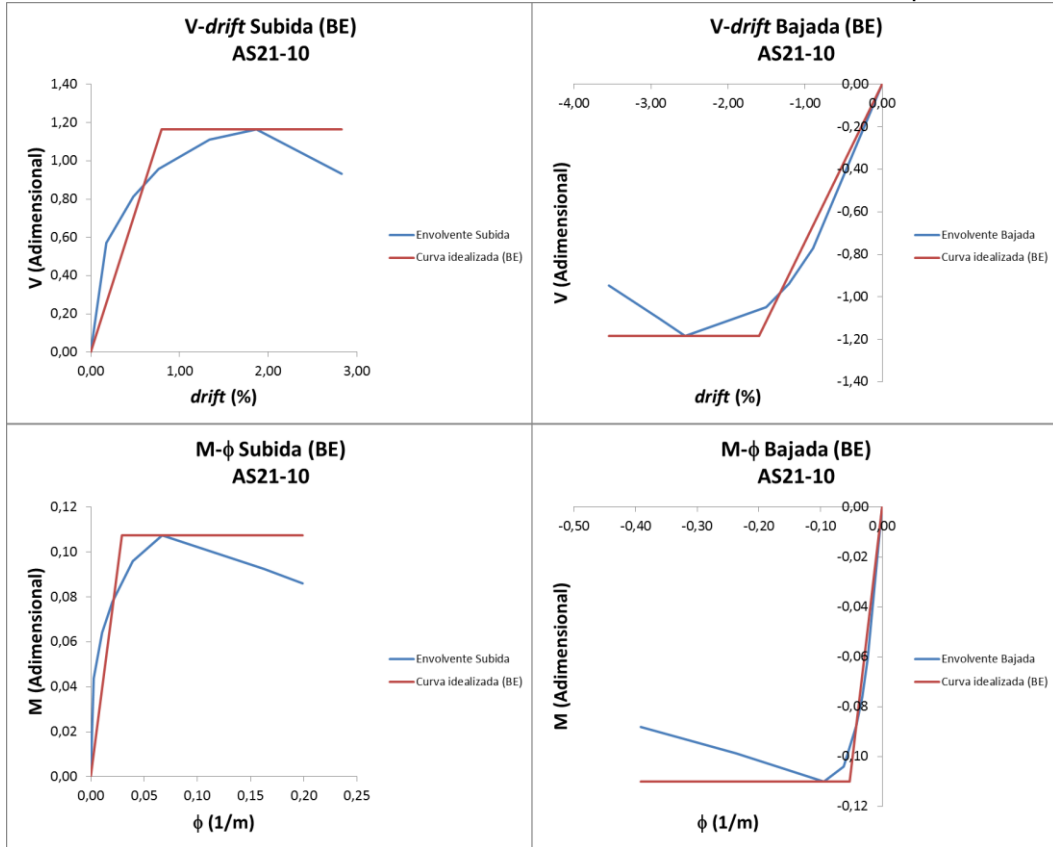 V-drift Subida (BE)
AS21-10
1,40
1,20
1,00
0,80
0,60
0,40
0,20
0,00
0,00 1,00 2,00 3,00
V (Adimensional)
drift (%)
Envolvente Subida
Curva idealizada (BE)
V-drift Bajada (BE)
AS21-10
-4,00 -3,00 -2,00 -1,00 0,00
0,00
-0,20
-0,40
-0,60
-0,80
-1,00
-1,20
-1,40
V (Adimensional)
drift (%)
Envolvente Bajada
Curva idealizada (BE)
M-ϕ Subida (BE)
AS21-10
0,12
0,10
0,08
0,06
0,04
0,02
0,00
0,00 0,05 0,10 0,15 0,20 0,25
M (Adimensional)
ϕ (1/m)
Envolvente Subida
Curva idealizada (BE)
M-ϕ Bajada (BE)
AS21-10
-0,50 -0,40 -0,30 -0,20 -0,10 0,00
0,00
-0,02
-0,04
-0,06
-0,08
-0,10
-0,12
M (Adimensional)
ϕ (1/m)
Envolvente Bajada
Curva idealizada (BE)